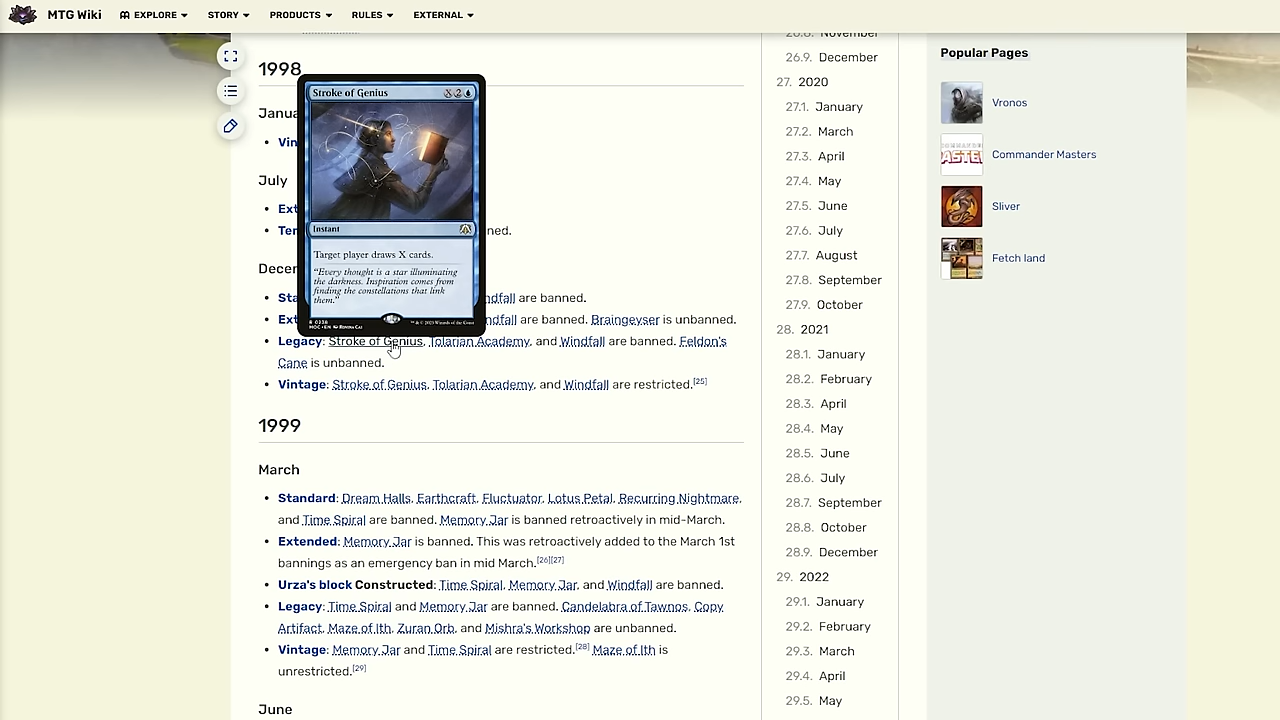 MTG Wiki
EXPLORE
STORY
PRODUCTS
RULES
EXTERNAL
1998
Janua
Vin
July
Ext
Ter
ned.
Decen
Sta
ndfall are banned.
Ext
ndfall are banned. Braingeyser is unbanned.
Legacy: Stroke of Genius, Tolarian Academy, and Windfall are banned. Feldon's
Cane is unbanned.
Vintage: Stroke of Genius, Tolarian Academy, and Windfall are restricted.[25]
Stroke of Genius
X 2
Instant
Target player draws X cards.
"Every thought is a star illuminating
the darkness. Inspiration comes from
finding the constellations that link
them."
R 0238
MOC • EN
1999
March
Standard: Dream Halls, Earthcraft, Fluctuator, Lotus Petal, Recurring Nightmare,
and Time Spiral are banned. Memory Jar is banned retroactively in mid-March.
Extended: Memory Jar is banned. This was retroactively added to the March 1st
bannings as an emergency ban in mid March.[26][27]
Urza's block Constructed: Time Spiral, Memory Jar, and Windfall are banned.
Legacy: Time Spiral and Memory Jar are banned. Candelabra of Tawnos, Copy
Artifact, Maze of Ith, Zuran Orb, and Mishra's Workshop are unbanned.
Vintage: Memory Jar and Time Spiral are restricted.[28] Maze of Ith is
unrestricted.[29]
June
26.8. November
26.9. December
27. 2020
27.1. January
27.2. March
27.3. April
27.4. May
27.5. June
27.6. July
27.7. August
27.8. September
27.9. October
28. 2021
28.1. January
28.2. February
28.3. April
28.4. May
28.5. June
28.6. July
28.7. September
28.8. October
28.9. December
29. 2022
29.1. January
29.2. February
29.3. March
29.4. April
29.5. May
Popular Pages
Vronos
Commander Masters
Sliver
Fetch land